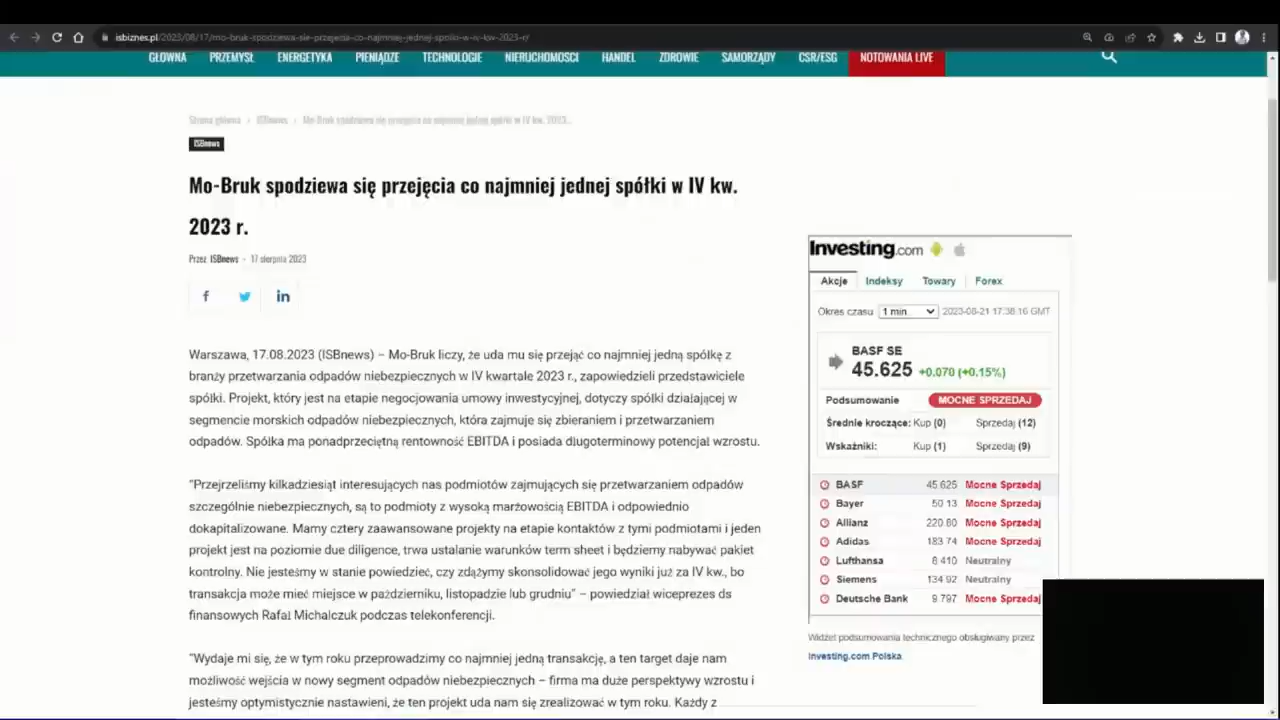 isbiznes.pl/2023/08/17/mo-bruk-spodziewa-sie-przejecia-co-najmniej-jednej-spolki-w-iv-kw-2023-r/
GŁÓWNA PRZEMYSŁ ENERGETYKA PIENIĄDZE TECHNOLOGIE NIERUCHOMOŚCI HANDEL ZDROWIE SAMORZĄDY CSR/ESG NOTOWANIA LIVE
Strona główna › ISBnews › Mo-Bruk spodziewa się przejęcia co najmniej jednej spółki w IV kw. 2023...
ISBnews
Mo-Bruk spodziewa się przejęcia co najmniej jednej spółki w IV kw.
2023 r.
Przez ISBnews - 17 sierpnia 2023
Warszawa, 17.08.2023 (ISBnews) – Mo-Bruk liczy, że uda mu się przejąć co najmniej jedną spółkę z
branży przetwarzania odpadów niebezpiecznych w IV kwartale 2023 r., zapowiedzieli przedstawiciele
spółki. Projekt, który jest na etapie negocjowania umowy inwestycyjnej, dotyczy spółki działającej w
segmencie morskich odpadów niebezpiecznych, która zajmuje się zbieraniem i przetwarzaniem
odpadów. Spółka ma ponadprzeciętną rentowność EBITDA i posiada długoterminowy potencjał wzrostu.
"Przejrzeliśmy kilkadziesiąt interesujących nas podmiotów zajmujących się przetwarzaniem odpadów
szczególnie niebezpiecznych, są to podmioty z wysoką marżowością EBITDA i odpowiednio
dokapitalizowane. Mamy cztery zaawansowane projekty na etapie kontaktów z tymi podmiotami i jeden
projekt jest na poziomie due diligence, trwa ustalanie warunków term sheet i będziemy nabywać pakiet
kontrolny. Nie jesteśmy w stanie powiedzieć, czy zdążymy skonsolidować jego wyniki już za IV kw., bo
transakcja może mieć miejsce w październiku, listopadzie lub grudniu" – powiedział wiceprezes ds
finansowych Rafał Michalczuk podczas telekonferencji.
"Wydaje mi się, że w tym roku przeprowadzimy co najmniej jedną transakcję, a ten target daje nam
możliwość wejścia w nowy segment odpadów niebezpiecznych – firma ma duże perspektywy wzrostu i
jesteśmy optymistycznie nastawieni, że ten projekt uda nam się zrealizować w tym roku. Każdy z
Investing.com
Akcje Indeksy Towary Forex
Okres czasu 1 min 2023-08-21 17:38:16 GMT
BASF SE
45.625 +0.070 (+0.15%)
Podsumowanie MOCNE SPRZEDAJ
Średnie kroczące: Kup (0) Sprzedaj (12)
Wskaźniki: Kup (1) Sprzedaj (9)
BASF 45.625 Mocne Sprzedaj
Bayer 50.13 Mocne Sprzedaj
Allianz 220.80 Mocne Sprzedaj
Adidas 183.74 Mocne Sprzedaj
Lufthansa 8.410 Neutralny
Siemens 134.92 Neutralny
Deutsche Bank 9.797 Mocne Sprzedaj
Widżet podsumowania technicznego obsługiwany przez
Investing.com Polska